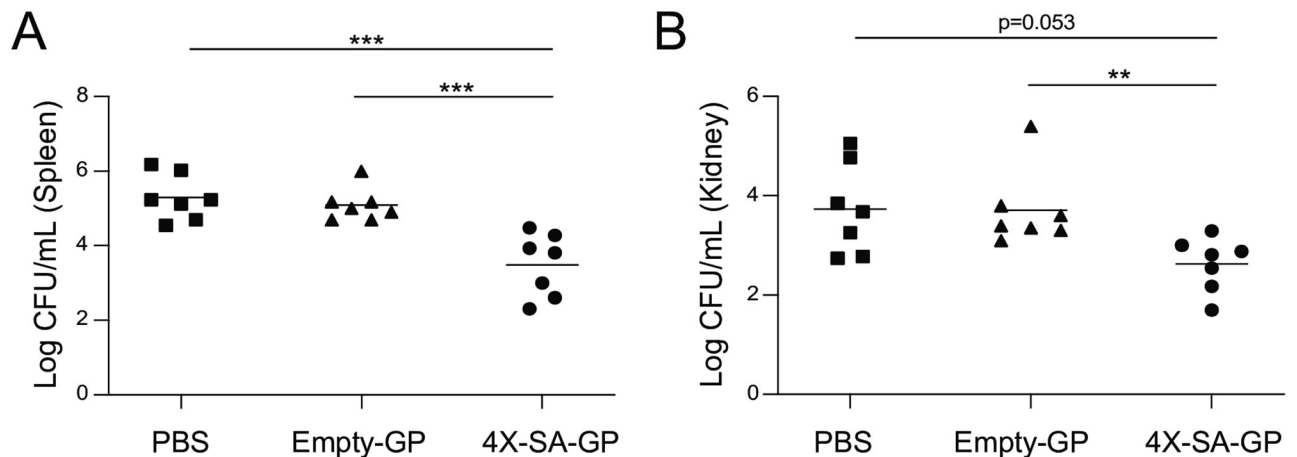 A
***
***
Log CFU/mL (Spleen)
8
6
4
2
0
PBS Empty-GP 4X-SA-GP
B
p=0.053
**
Log CFU/mL (Kidney)
6
4
2
0
PBS Empty-GP 4X-SA-GP